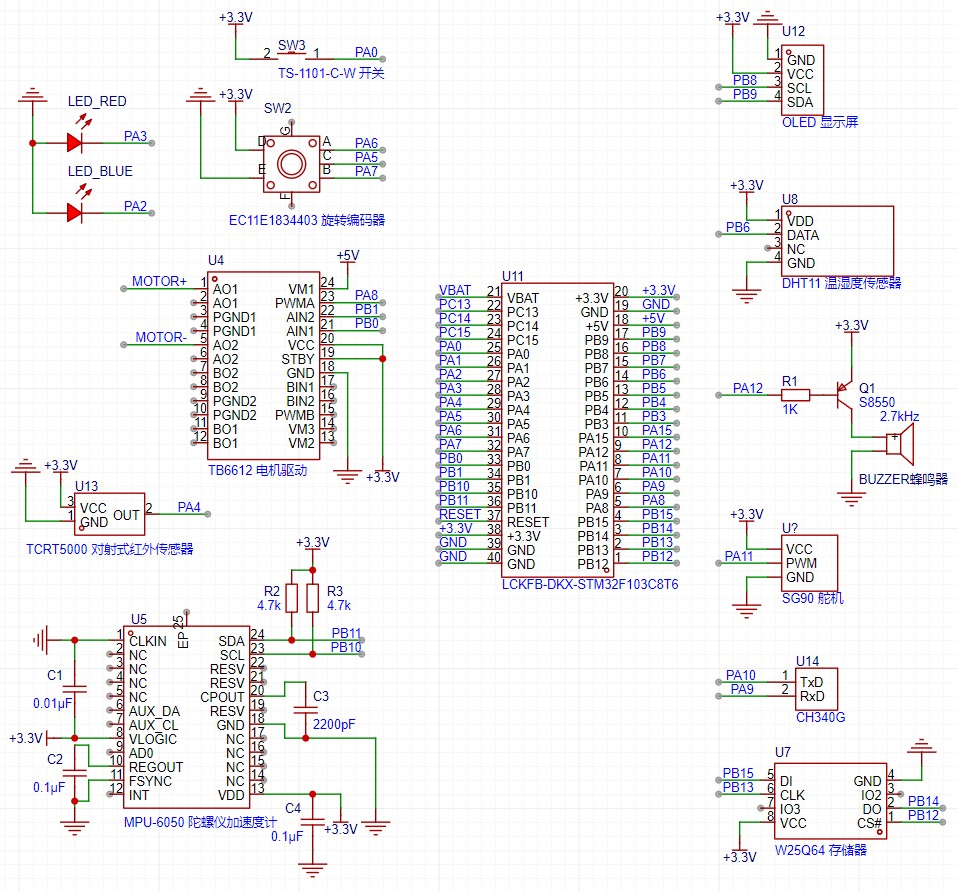 +3.3V
SW3
2
1
PA0
TS-1101-C-W 开关
LED_RED
PA3
LED_BLUE
PA2
+3.3V
SW2
G
D
E
F
A
C
B
PA6
PA5
PA7
EC11E1834403 旋转编码器
+3.3V
U12
1 GND
2 VCC
PB8 3 SCL
PB9 4 SDA
OLED 显示屏
+3.3V
U8
1 VDD
PB6 2 DATA
3 NC
4 GND
DHT11 温湿度传感器
U4
+5V
MOTOR+ 1 AO1 VM1 24
2 AO1 PWMA 23 PA8
3 PGND1 AIN2 22 PB1
4 PGND1 AIN1 21 PB0
MOTOR- 5 AO2 VCC 20
6 AO2 STBY 19
7 BO2 GND 18
8 BO2 BIN1 17
9 PGND2 BIN2 16
10 PGND2 PWMB 15
11 BO1 VM3 14
12 BO1 VM2 13
TB6612 电机驱动
+3.3V
U11
VBAT 21 VBAT +3.3V 20 +3.3V
PC13 22 PC13 GND 19 GND
PC14 23 PC14 +5V 18 +5V
PC15 24 PC15 PB9 17 PB9
PA0 25 PA0 PB8 16 PB8
PA1 26 PA1 PB7 15 PB7
PA2 27 PA2 PB6 14 PB6
PA3 28 PA3 PB5 13 PB5
PA4 29 PA4 PB4 12 PB4
PA5 30 PA5 PB3 11 PB3
PA6 31 PA6 PA15 10 PA15
PA7 32 PA7 PA12 9 PA12
PB0 33 PB0 PA11 8 PA11
PB1 34 PB1 PA10 7 PA10
PB10 35 PB10 PA9 6 PA9
PB11 36 PB11 PA8 5 PA8
RESET 37 RESET PB15 4 PB15
+3.3V 38 +3.3V PB14 3 PB14
GND 39 GND PB13 2 PB13
GND 40 GND PB12 1 PB12
LCKFB-DKX-STM32F103C8T6
+3.3V
PA12
R1
1K
Q1
S8550
2.7kHz
+
BUZZER蜂鸣器
+3.3V
U13
3 VCC
1 GND
OUT 2 PA4
TCRT5000 对射式红外传感器
+3.3V
U?
VCC
PA11 PWM
GND
SG90 舵机
+3.3V
R2
4.7k
R3
4.7k
U5
EP 25
1 CLKIN SDA 24 PB11
2 NC SCL 23 PB10
3 NC RESV 22
4 NC RESV 21
5 NC CPOUT 20
6 AUX_DA RESV 19
7 AUX_CL GND 18
+3.3V 8 VLOGIC NC 17
9 AD0 NC 16
10 REGOUT NC 15
11 FSYNC NC 14
12 INT VDD 13
C1
0.01µF
C2
0.1µF
C3
2200pF
C4
0.1µF
+3.3V
MPU-6050 陀螺仪加速度计
U14
PA10 1 TxD
PA9 2 RxD
CH340G
U7
PB15 5 DI GND 4
PB13 6 CLK IO2 3
7 IO3 DO 2 PB14
8 VCC CS# 1 PB12
+3.3V
W25Q64 存储器